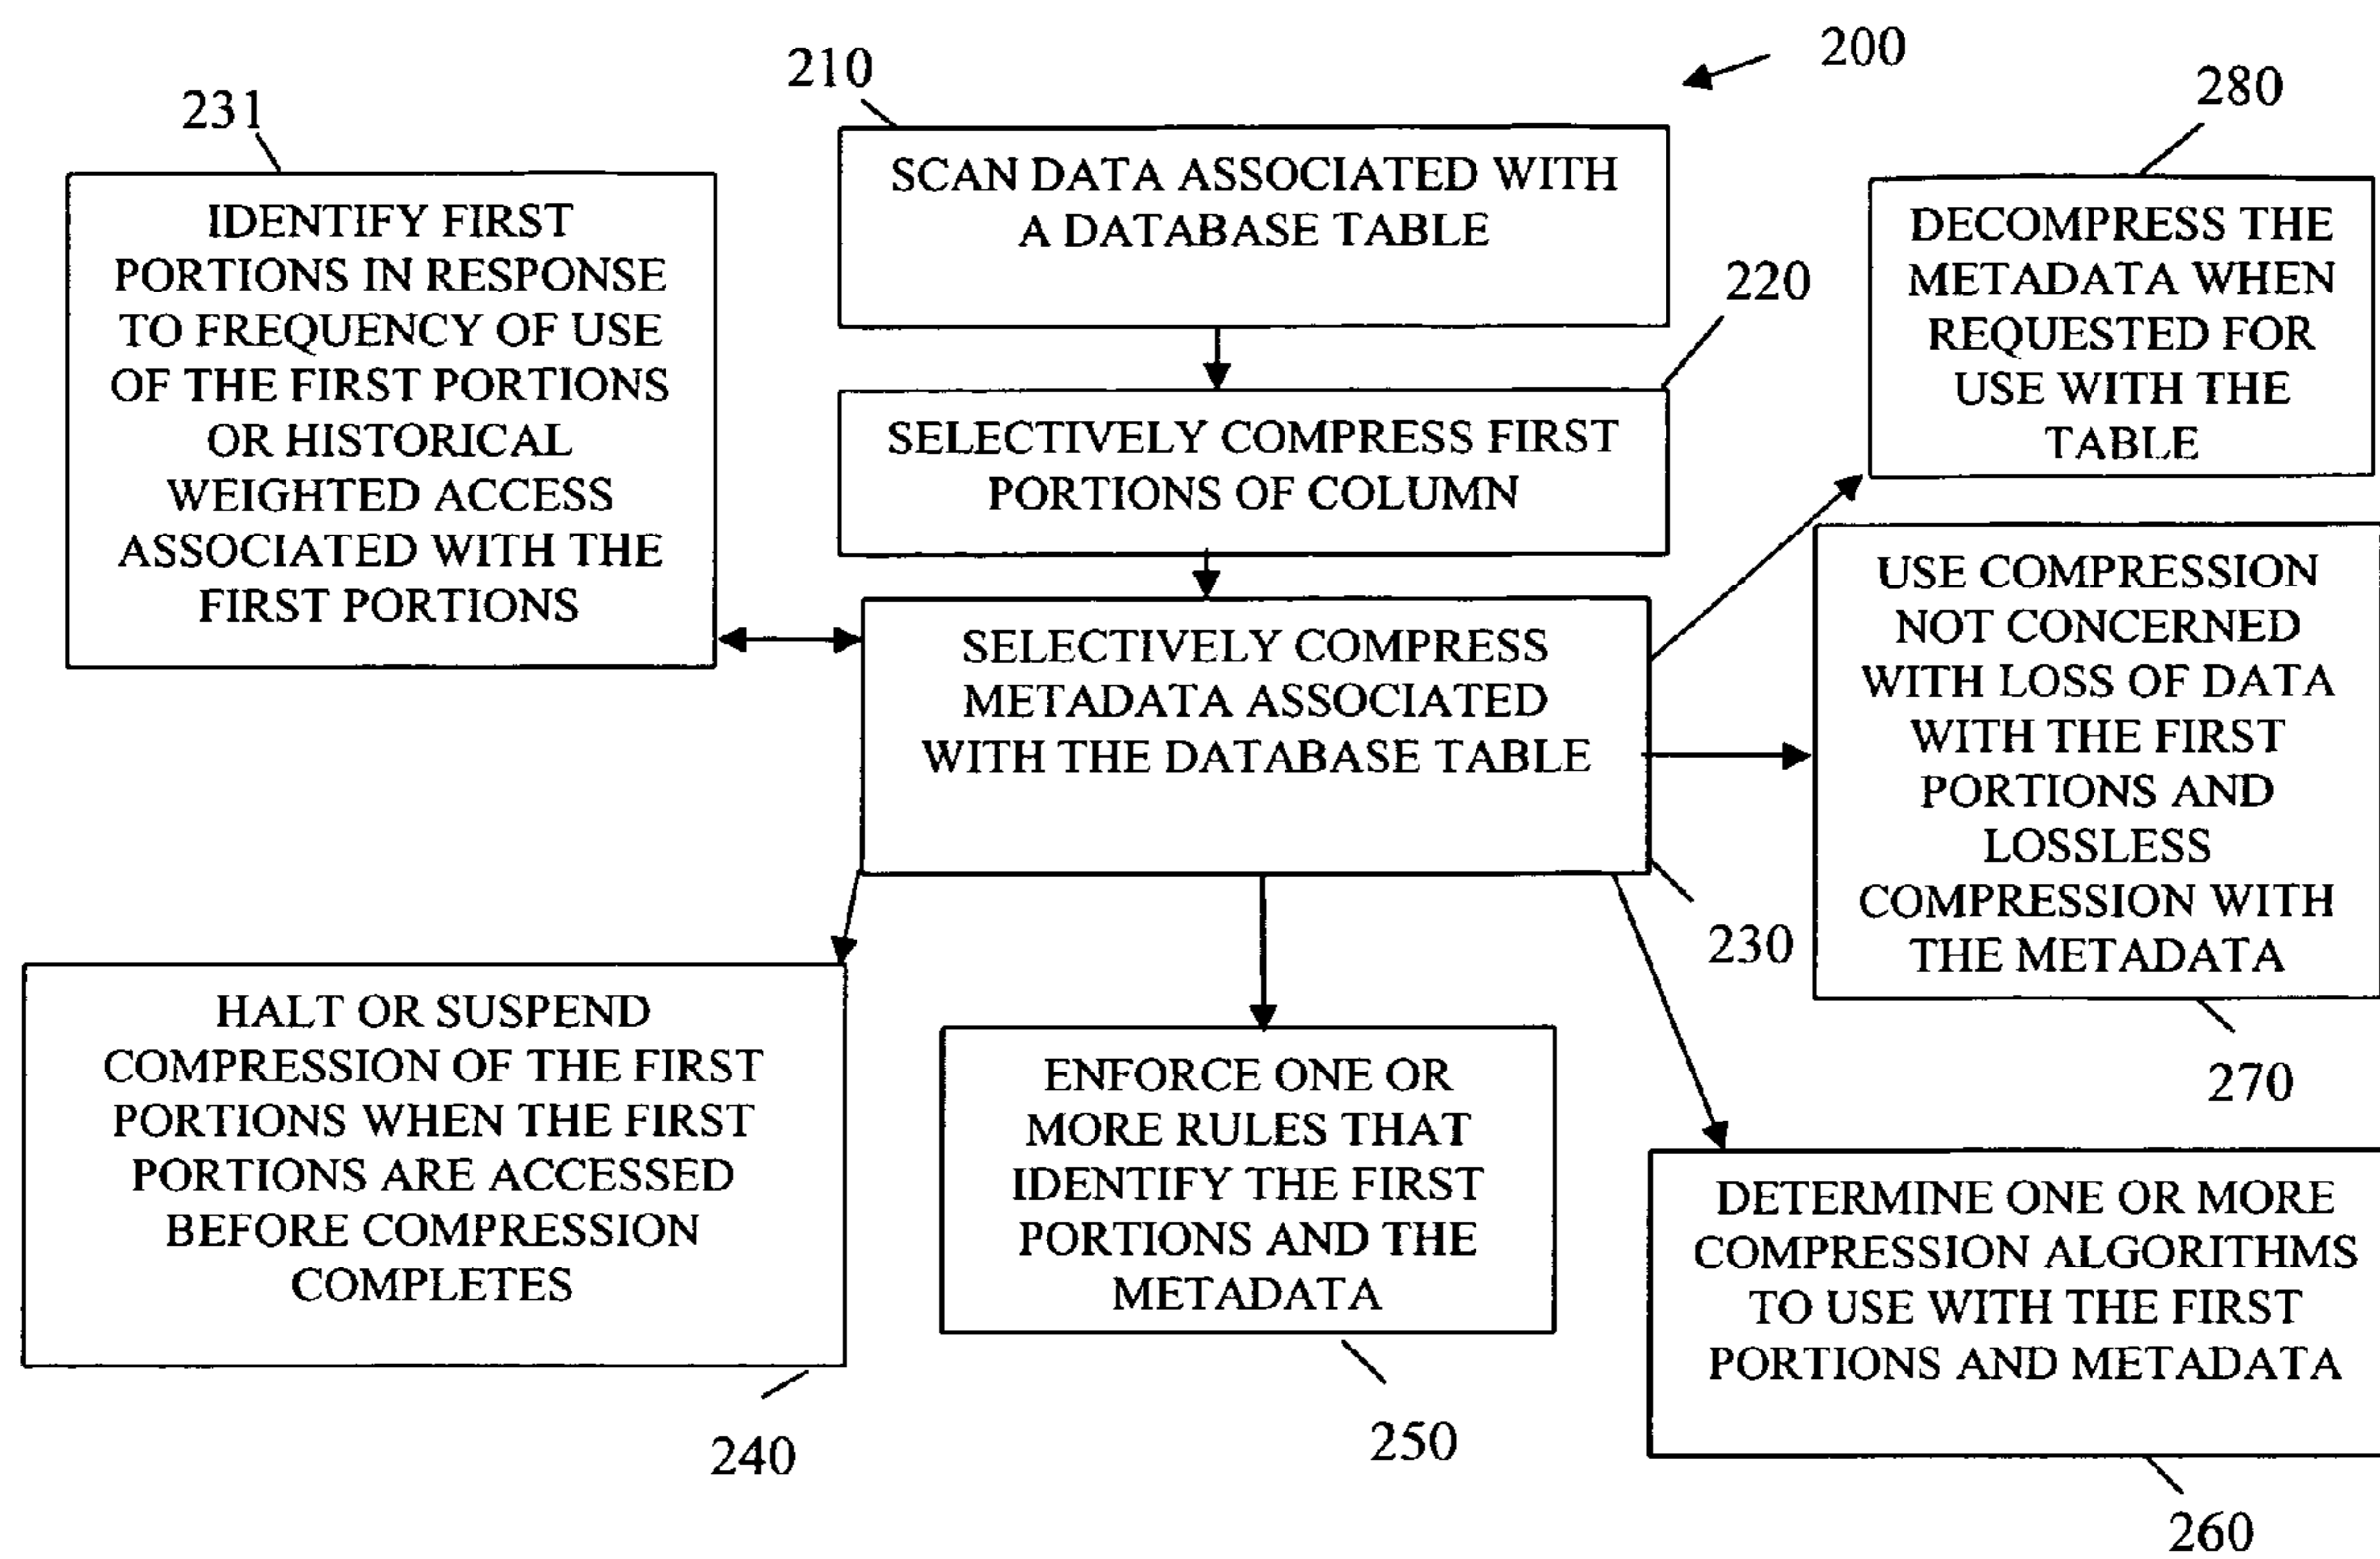 200
210
SCAN DATA ASSOCIATED WITH
A DATABASE TABLE
231
IDENTIFY FIRST
PORTIONS IN RESPONSE
TO FREQUENCY OF USE
OF THE FIRST PORTIONS
OR HISTORICAL
WEIGHTED ACCESS
ASSOCIATED WITH THE
FIRST PORTIONS
280
DECOMPRESS THE
METADATA WHEN
REQUESTED FOR
USE WITH THE
TABLE
220
SELECTIVELY COMPRESS FIRST
PORTIONS OF COLUMN
SELECTIVELY COMPRESS
METADATA ASSOCIATED
WITH THE DATABASE TABLE
230
USE COMPRESSION
NOT CONCERNED
WITH LOSS OF DATA
WITH THE FIRST
PORTIONS AND
LOSSLESS
COMPRESSION WITH
THE METADATA
270
HALT OR SUSPEND
COMPRESSION OF THE FIRST
PORTIONS WHEN THE FIRST
PORTIONS ARE ACCESSED
BEFORE COMPRESSION
COMPLETES
240
ENFORCE ONE OR
MORE RULES THAT
IDENTIFY THE FIRST
PORTIONS AND THE
METADATA
250
DETERMINE ONE OR MORE
COMPRESSION ALGORITHMS
TO USE WITH THE FIRST
PORTIONS AND METADATA
260